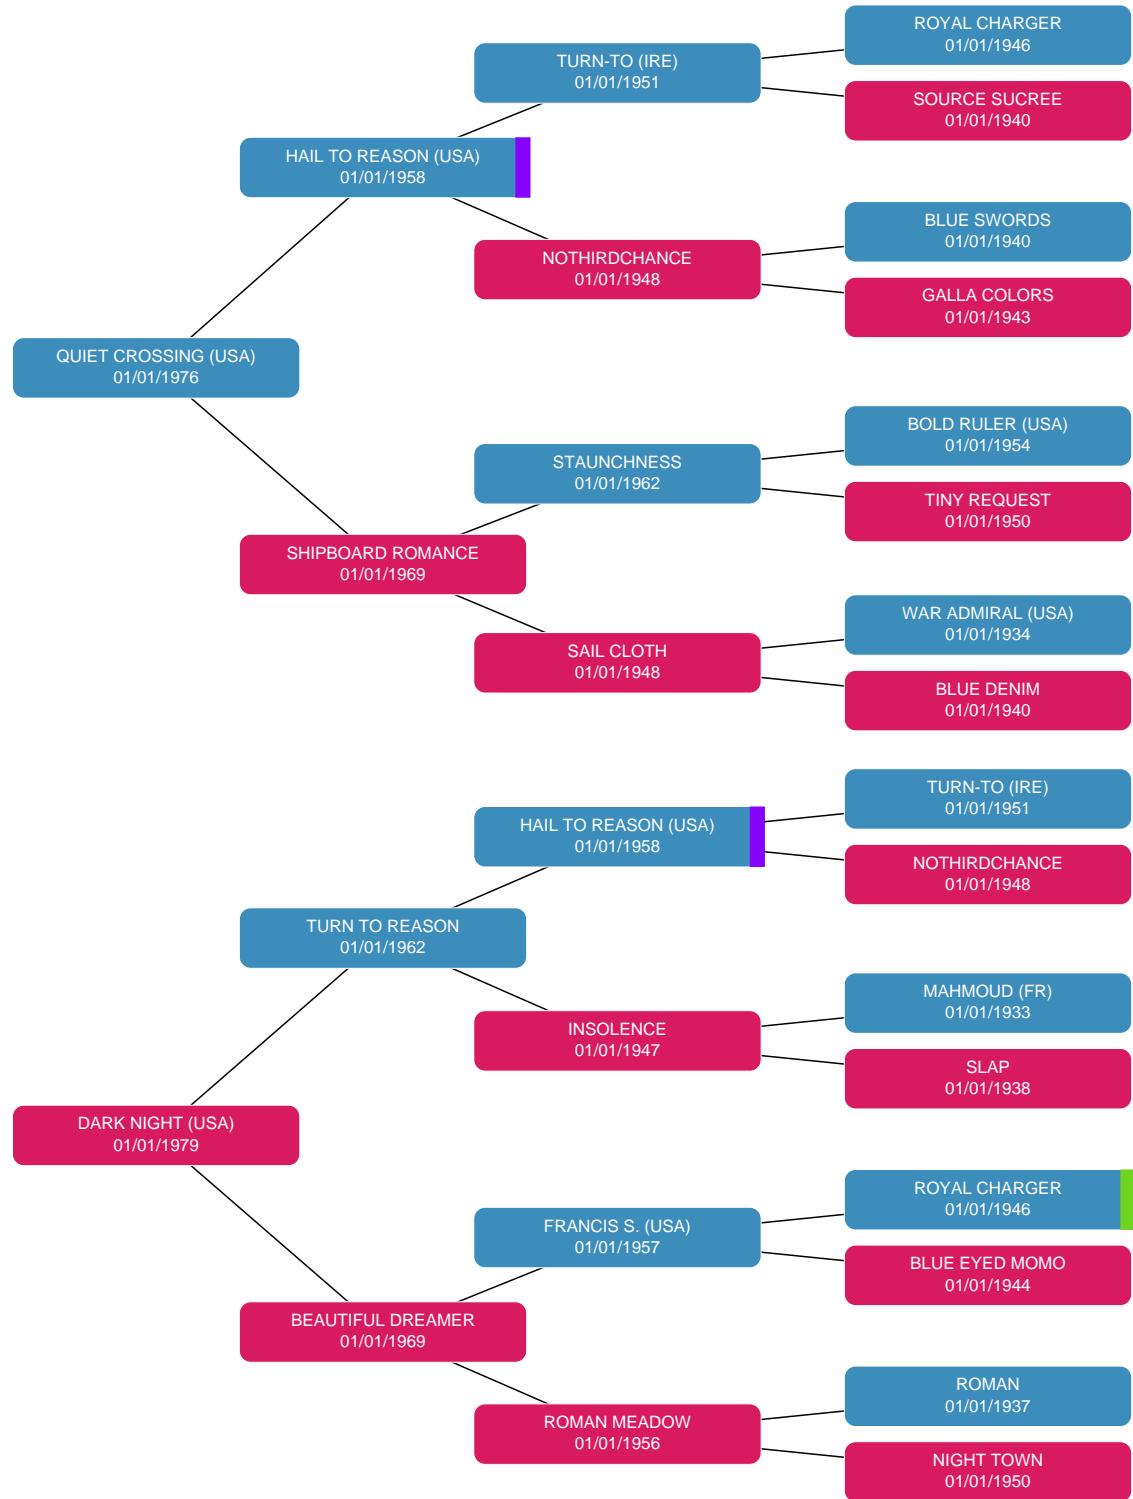 ROYAL CHARGER
01/01/1946
TURN-TO (IRE)
01/01/1951
SOURCE SUCREE
01/01/1940
HAIL TO REASON (USA)
01/01/1958
BLUE SWORDS
01/01/1940
NOTHIRDCHANCE
01/01/1948
GALLA COLORS
01/01/1943
QUIET CROSSING (USA)
01/01/1976
BOLD RULER (USA)
01/01/1954
STAUNCHNESS
01/01/1962
TINY REQUEST
01/01/1950
SHIPBOARD ROMANCE
01/01/1969
WAR ADMIRAL (USA)
01/01/1934
SAIL CLOTH
01/01/1948
BLUE DENIM
01/01/1940
TURN-TO (IRE)
01/01/1951
HAIL TO REASON (USA)
01/01/1958
NOTHIRDCHANCE
01/01/1948
TURN TO REASON
01/01/1962
MAHMOUD (FR)
01/01/1933
INSOLENCE
01/01/1947
SLAP
01/01/1938
DARK NIGHT (USA)
01/01/1979
ROYAL CHARGER
01/01/1946
FRANCIS S. (USA)
01/01/1957
BLUE EYED MOMO
01/01/1944
BEAUTIFUL DREAMER
01/01/1969
ROMAN
01/01/1937
ROMAN MEADOW
01/01/1956
NIGHT TOWN
01/01/1950